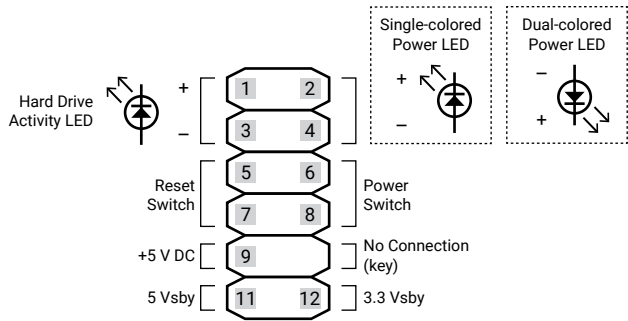 Single-colored
Power LED
Dual-colored
Power LED
+
–
–
+
Hard Drive
Activity LED
+
–
1 2
3 4
Reset
Switch
5 6
7 8
Power
Switch
+5 V DC
9
No Connection
(key)
5 Vsby
11 12
3.3 Vsby